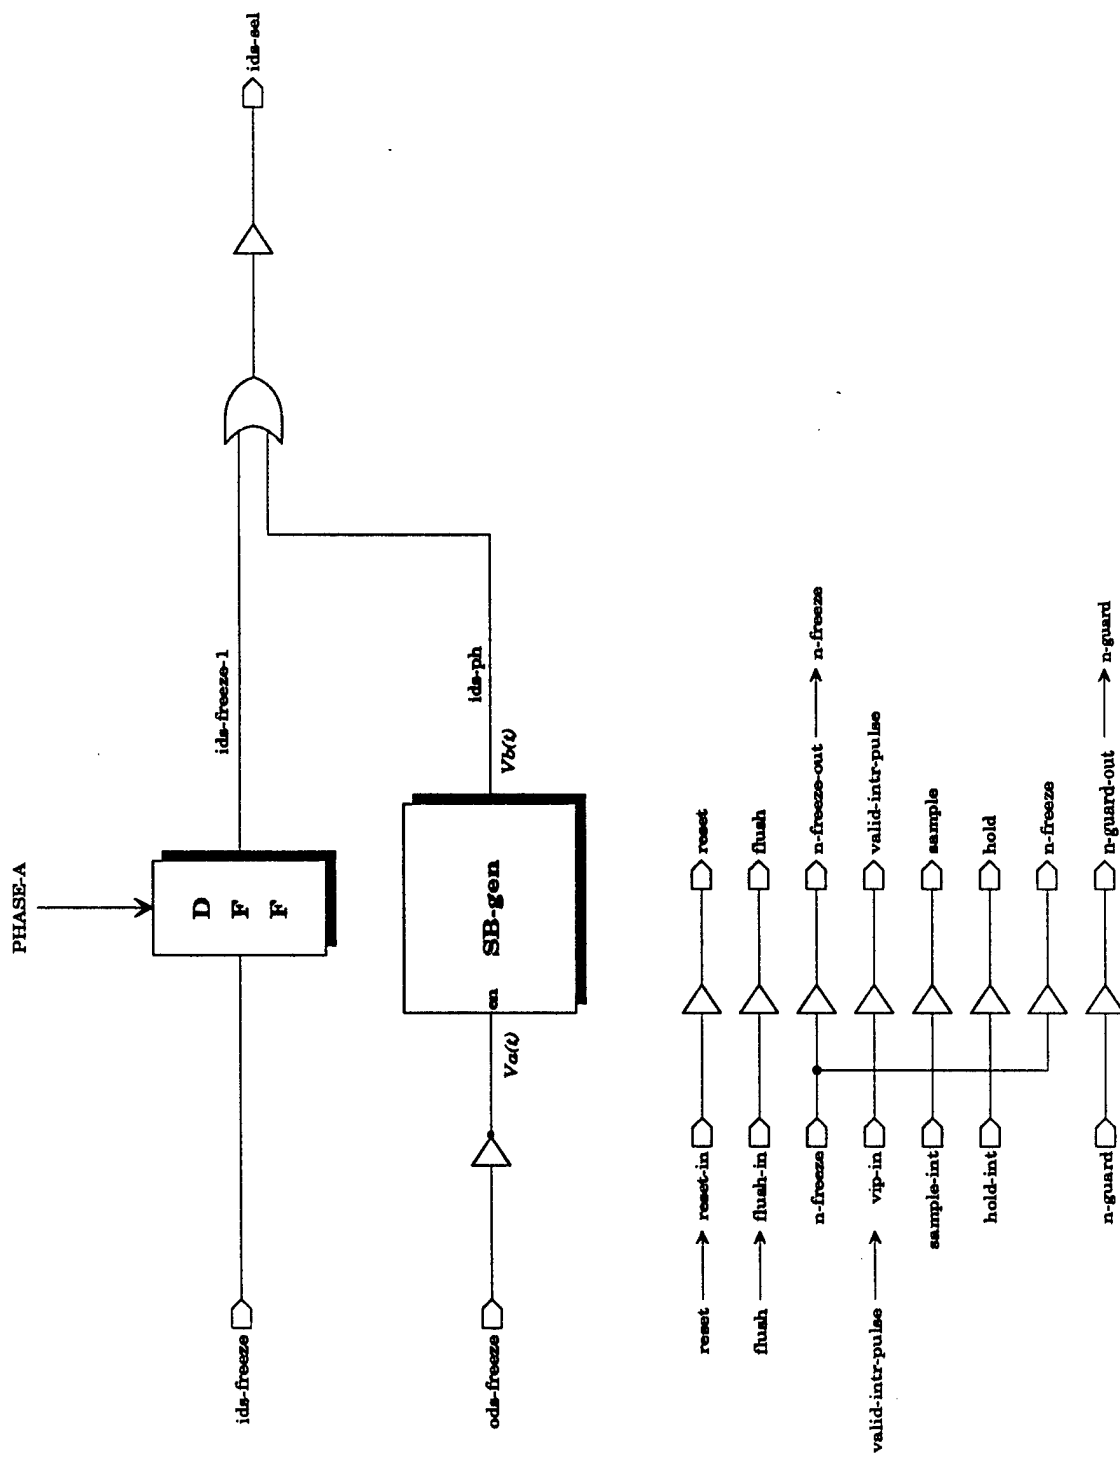 PHASE-A
ids-freeze
D
F
F
ids-freeze-1
ids-sel
ods-freeze
Va(t)
en SB-gen
Vb(t)
ids-ph
reset
reset-in
reset
flush
flush-in
flush
n-freeze
n-freeze-out
n-freeze
valid-intr-pulse
vip-in
valid-intr-pulse
sample-int
sample
hold-int
hold
n-freeze
n-guard
n-guard-out
n-guard